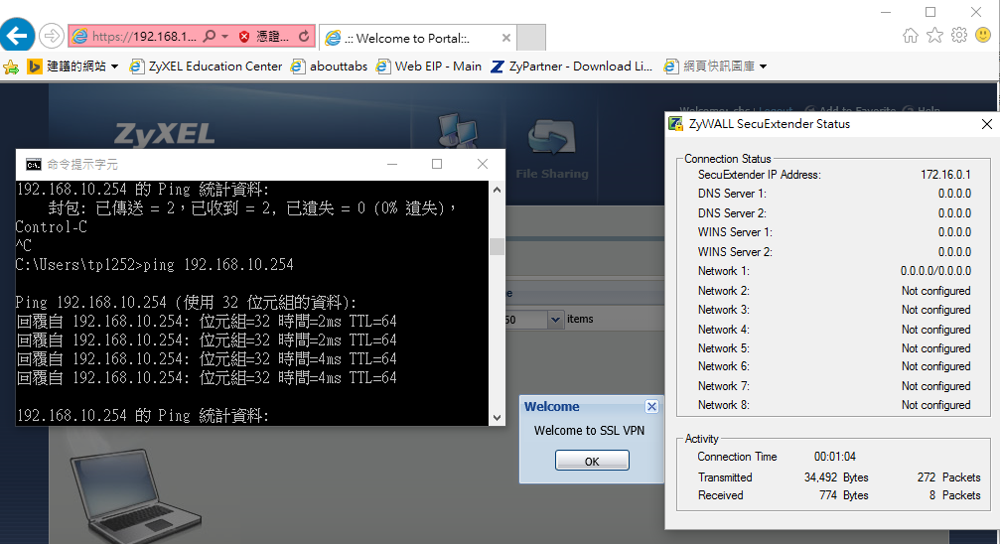 https://192.168.1...
憑證...
.:: Welcome to Portal::.
建議的網站
ZyXEL Education Center
abouttabs
Web EIP - Main
ZyPartner - Download Li...
網頁快訊圖庫
ZyXEL
Add to Favorite
Help
File Sharing
命令提示字元
192.168.10.254 的 Ping 統計資料:
封包: 已傳送 = 2，已收到 = 2, 已遺失 = 0 (0% 遺失)，
Control-C
^C
C:\Users\tp1252>ping 192.168.10.254
Ping 192.168.10.254 (使用 32 位元組的資料):
回覆自 192.168.10.254: 位元組=32 時間=2ms TTL=64
回覆自 192.168.10.254: 位元組=32 時間=2ms TTL=64
回覆自 192.168.10.254: 位元組=32 時間=4ms TTL=64
回覆自 192.168.10.254: 位元組=32 時間=4ms TTL=64
192.168.10.254 的 Ping 統計資料:
items
Welcome
Welcome to SSL VPN
OK
ZyWALL SecuExtender Status
Connection Status
SecuExtender IP Address: 172.16.0.1
DNS Server 1: 0.0.0.0
DNS Server 2: 0.0.0.0
WINS Server 1: 0.0.0.0
WINS Server 2: 0.0.0.0
Network 1: 0.0.0.0/0.0.0.0
Network 2: Not configured
Network 3: Not configured
Network 4: Not configured
Network 5: Not configured
Network 6: Not configured
Network 7: Not configured
Network 8: Not configured
Activity
Connection Time 00:01:04
Transmitted 34,492 Bytes 272 Packets
Received 774 Bytes 8 Packets